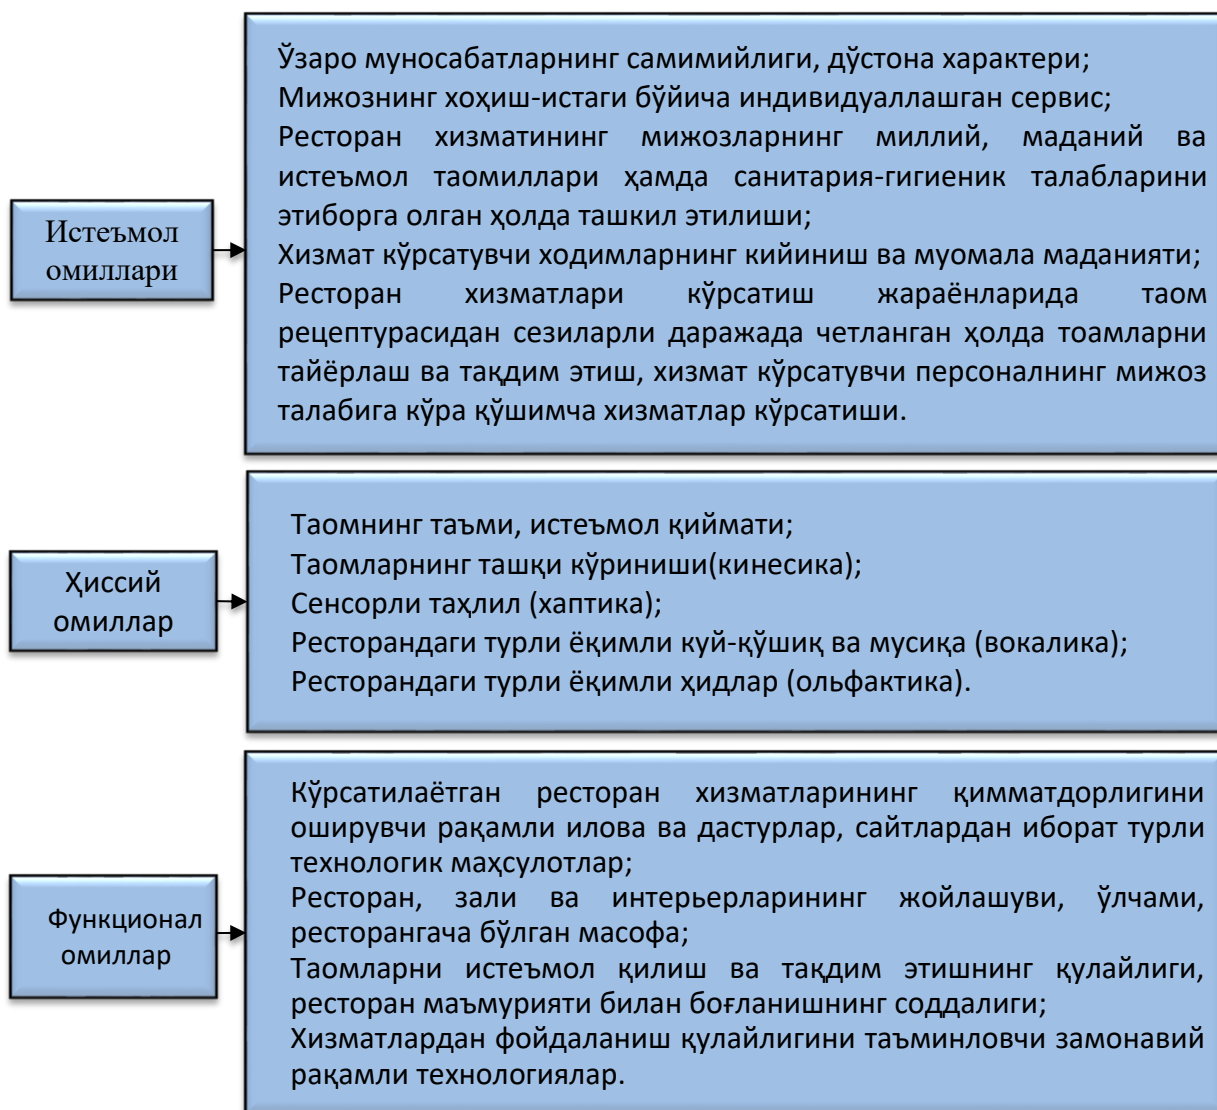 Истеъмол
омиллари
Ўзаро муносабатларнинг самимийлиги, дўстона характери;
Мижознинг хоҳиш-истаги бўйича индивидуаллашган сервис;
Ресторан хизматининг мижозларнинг миллий, маданий ва
истеъмол таомиллари ҳамда санитария-гигиеник талабларини
этиборга олган ҳолда ташкил этилиши;
Хизмат кўрсатувчи ходимларнинг кийиниш ва муомала маданияти;
Ресторан хизматлари кўрсатиш жараёнларида таом
рецептурасидан сезиларли даражада четланган ҳолда тоамларни
тайёрлаш ва тақдим этиш, хизмат кўрсатувчи персоналнинг мижоз
талабига кўра қўшимча хизматлар кўрсатиши.
Ҳиссий
омиллар
Таомнинг таъми, истеъмол қиймати;
Таомларнинг ташқи кўриниши(кинесика);
Сенсорли таҳлил (хаптика);
Ресторандаги турли ёқимли куй-қўшиқ ва мусиқа (вокалика);
Ресторандаги турли ёқимли ҳидлар (ольфактика).
Функционал
омиллар
Кўрсатилаётган ресторан хизматларининг қимматдорлигини
оширувчи рақамли илова ва дастурлар, сайтлардан иборат турли
технологик маҳсулотлар;
Ресторан, зали ва интерьерларининг жойлашуви, ўлчами,
ресторангача бўлган масофа;
Таомларни истеъмол қилиш ва тақдим этишнинг қулайлиги,
ресторан маъмурияти билан боғланишнинг соддалиги;
Хизматлардан фойдаланиш қулайлигини таъминловчи замонавий
рақамли технологиялар.